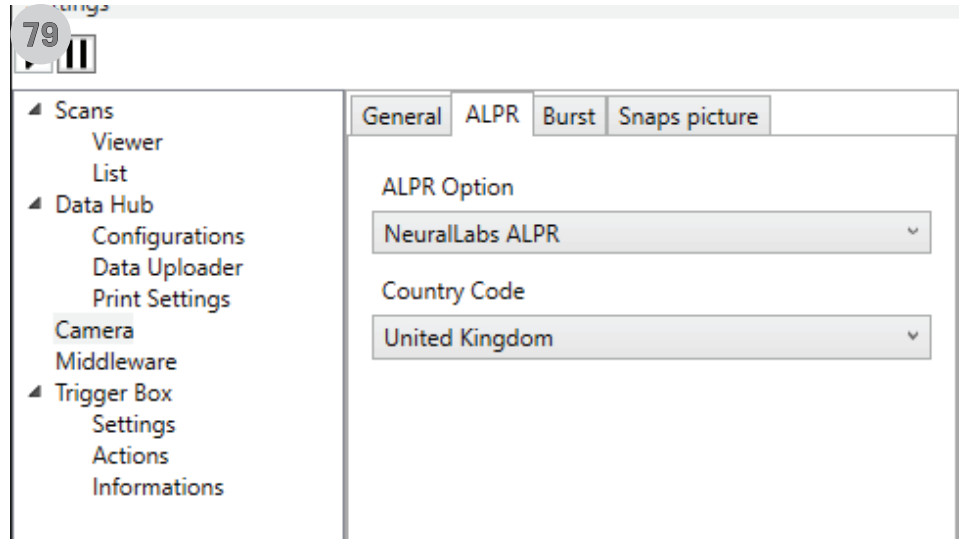 79
Scans
Viewer
List
Data Hub
Configurations
Data Uploader
Print Settings
Camera
Middleware
Trigger Box
Settings
Actions
Informations
General ALPR Burst Snaps picture
ALPR Option
NeuralLabs ALPR
Country Code
United Kingdom